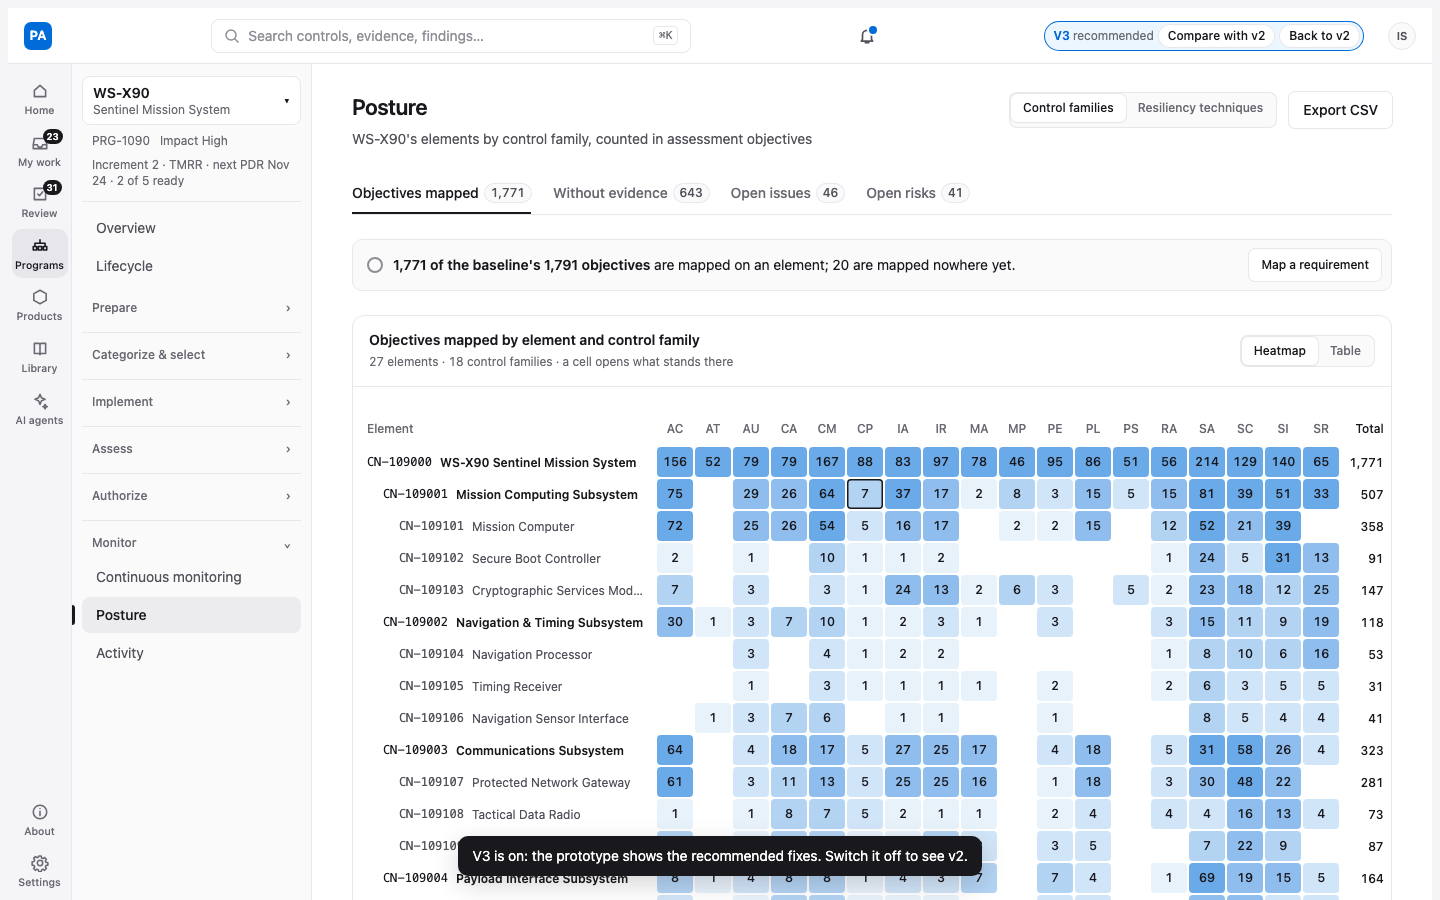 PA
Search controls, evidence, findings...
⌘K
V3 recommended
Compare with v2
Back to v2
IS
Home
23
My work
31
Review
Programs
Products
Library
AI agents
About
Settings
WS-X90
Sentinel Mission System
PRG-1090 Impact High
Increment 2 · TMRR · next PDR Nov
24 · 2 of 5 ready
Overview
Lifecycle
Prepare
Categorize & select
Implement
Assess
Authorize
Monitor
Continuous monitoring
Posture
Activity
Posture
WS-X90's elements by control family, counted in assessment objectives
Control families
Resiliency techniques
Export CSV
Objectives mapped 1,771
Without evidence 643
Open issues 46
Open risks 41
1,771 of the baseline's 1,791 objectives are mapped on an element; 20 are mapped nowhere yet.
Map a requirement
Objectives mapped by element and control family
27 elements · 18 control families · a cell opens what stands there
Heatmap
Table
Element AC AT AU CA CM CP IA IR MA MP PE PL PS RA SA SC SI SR Total
CN-109000 WS-X90 Sentinel Mission System 156 52 79 79 167 88 83 97 78 46 95 86 51 56 214 129 140 65 1,771
CN-109001 Mission Computing Subsystem 75 29 26 64 7 37 17 2 8 3 15 5 15 81 39 51 33 507
CN-109101 Mission Computer 72 25 26 54 5 16 17 2 2 15 12 52 21 39 358
CN-109102 Secure Boot Controller 2 1 10 1 1 2 1 24 5 31 13 91
CN-109103 Cryptographic Services Mod... 7 3 3 1 24 13 2 6 3 5 2 23 18 12 25 147
CN-109002 Navigation & Timing Subsystem 30 1 3 7 10 1 2 3 1 3 3 15 11 9 19 118
CN-109104 Navigation Processor 3 4 1 2 2 1 8 10 6 16 53
CN-109105 Timing Receiver 1 3 1 1 1 1 2 2 6 3 5 5 31
CN-109106 Navigation Sensor Interface 1 3 7 6 1 1 1 8 5 4 4 41
CN-109003 Communications Subsystem 64 4 18 17 5 27 25 17 4 18 5 31 58 26 4 323
CN-109107 Protected Network Gateway 61 3 11 13 5 25 25 16 1 18 3 30 48 22 281
CN-109108 Tactical Data Radio 1 1 8 7 5 2 1 1 2 4 4 4 16 13 4 73
3 5 7 22 9 87
CN-109004 Payload Interface Subsystem 8 1 4 8 8 1 4 3 7 7 4 1 69 19 15 5 164
V3 is on: the prototype shows the recommended fixes. Switch it off to see v2.